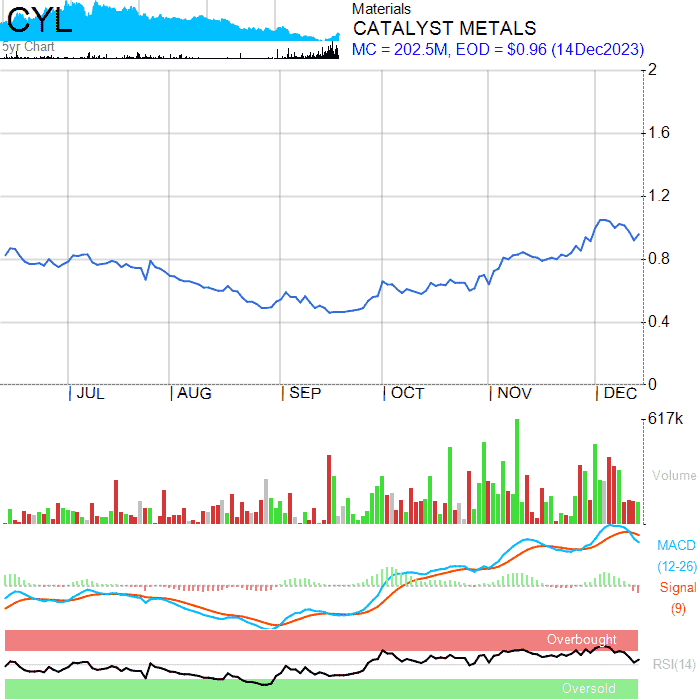 CYL
5yr Chart
Materials
CATALYST METALS
MC = 202.5M, EOD = $0.96 (14Dec2023)
2
1.6
1.2
0.8
0.4
0
| JUL | AUG | SEP | OCT | NOV | DEC
617k
Volume
MACD
(12-26)
Signal
(9)
Overbought
RSI(14)
Oversold